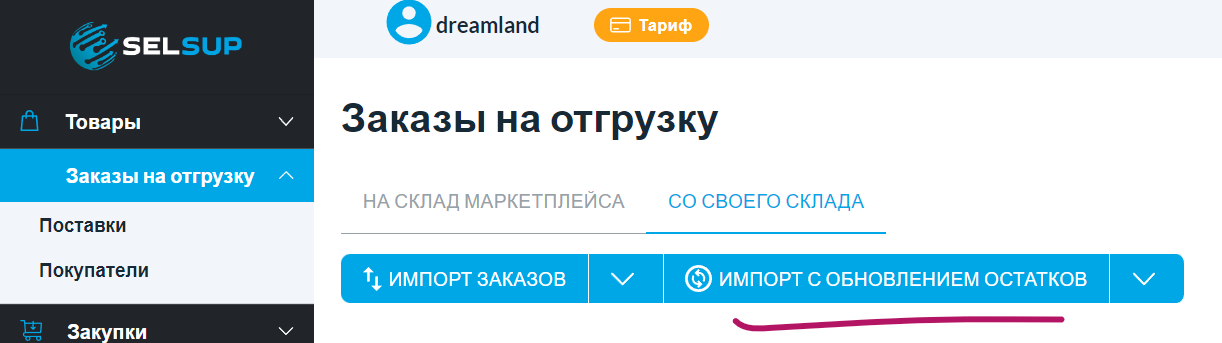 SELSUP
dreamland
Тариф
Товары
Заказы на отгрузку
Поставки
Покупатели
Закупки
Заказы на отгрузку
НА СКЛАД МАРКЕТПЛЕЙСА
СО СВОЕГО СКЛАДА
ИМПОРТ ЗАКАЗОВ
ИМПОРТ С ОБНОВЛЕНИЕМ ОСТАТКОВ